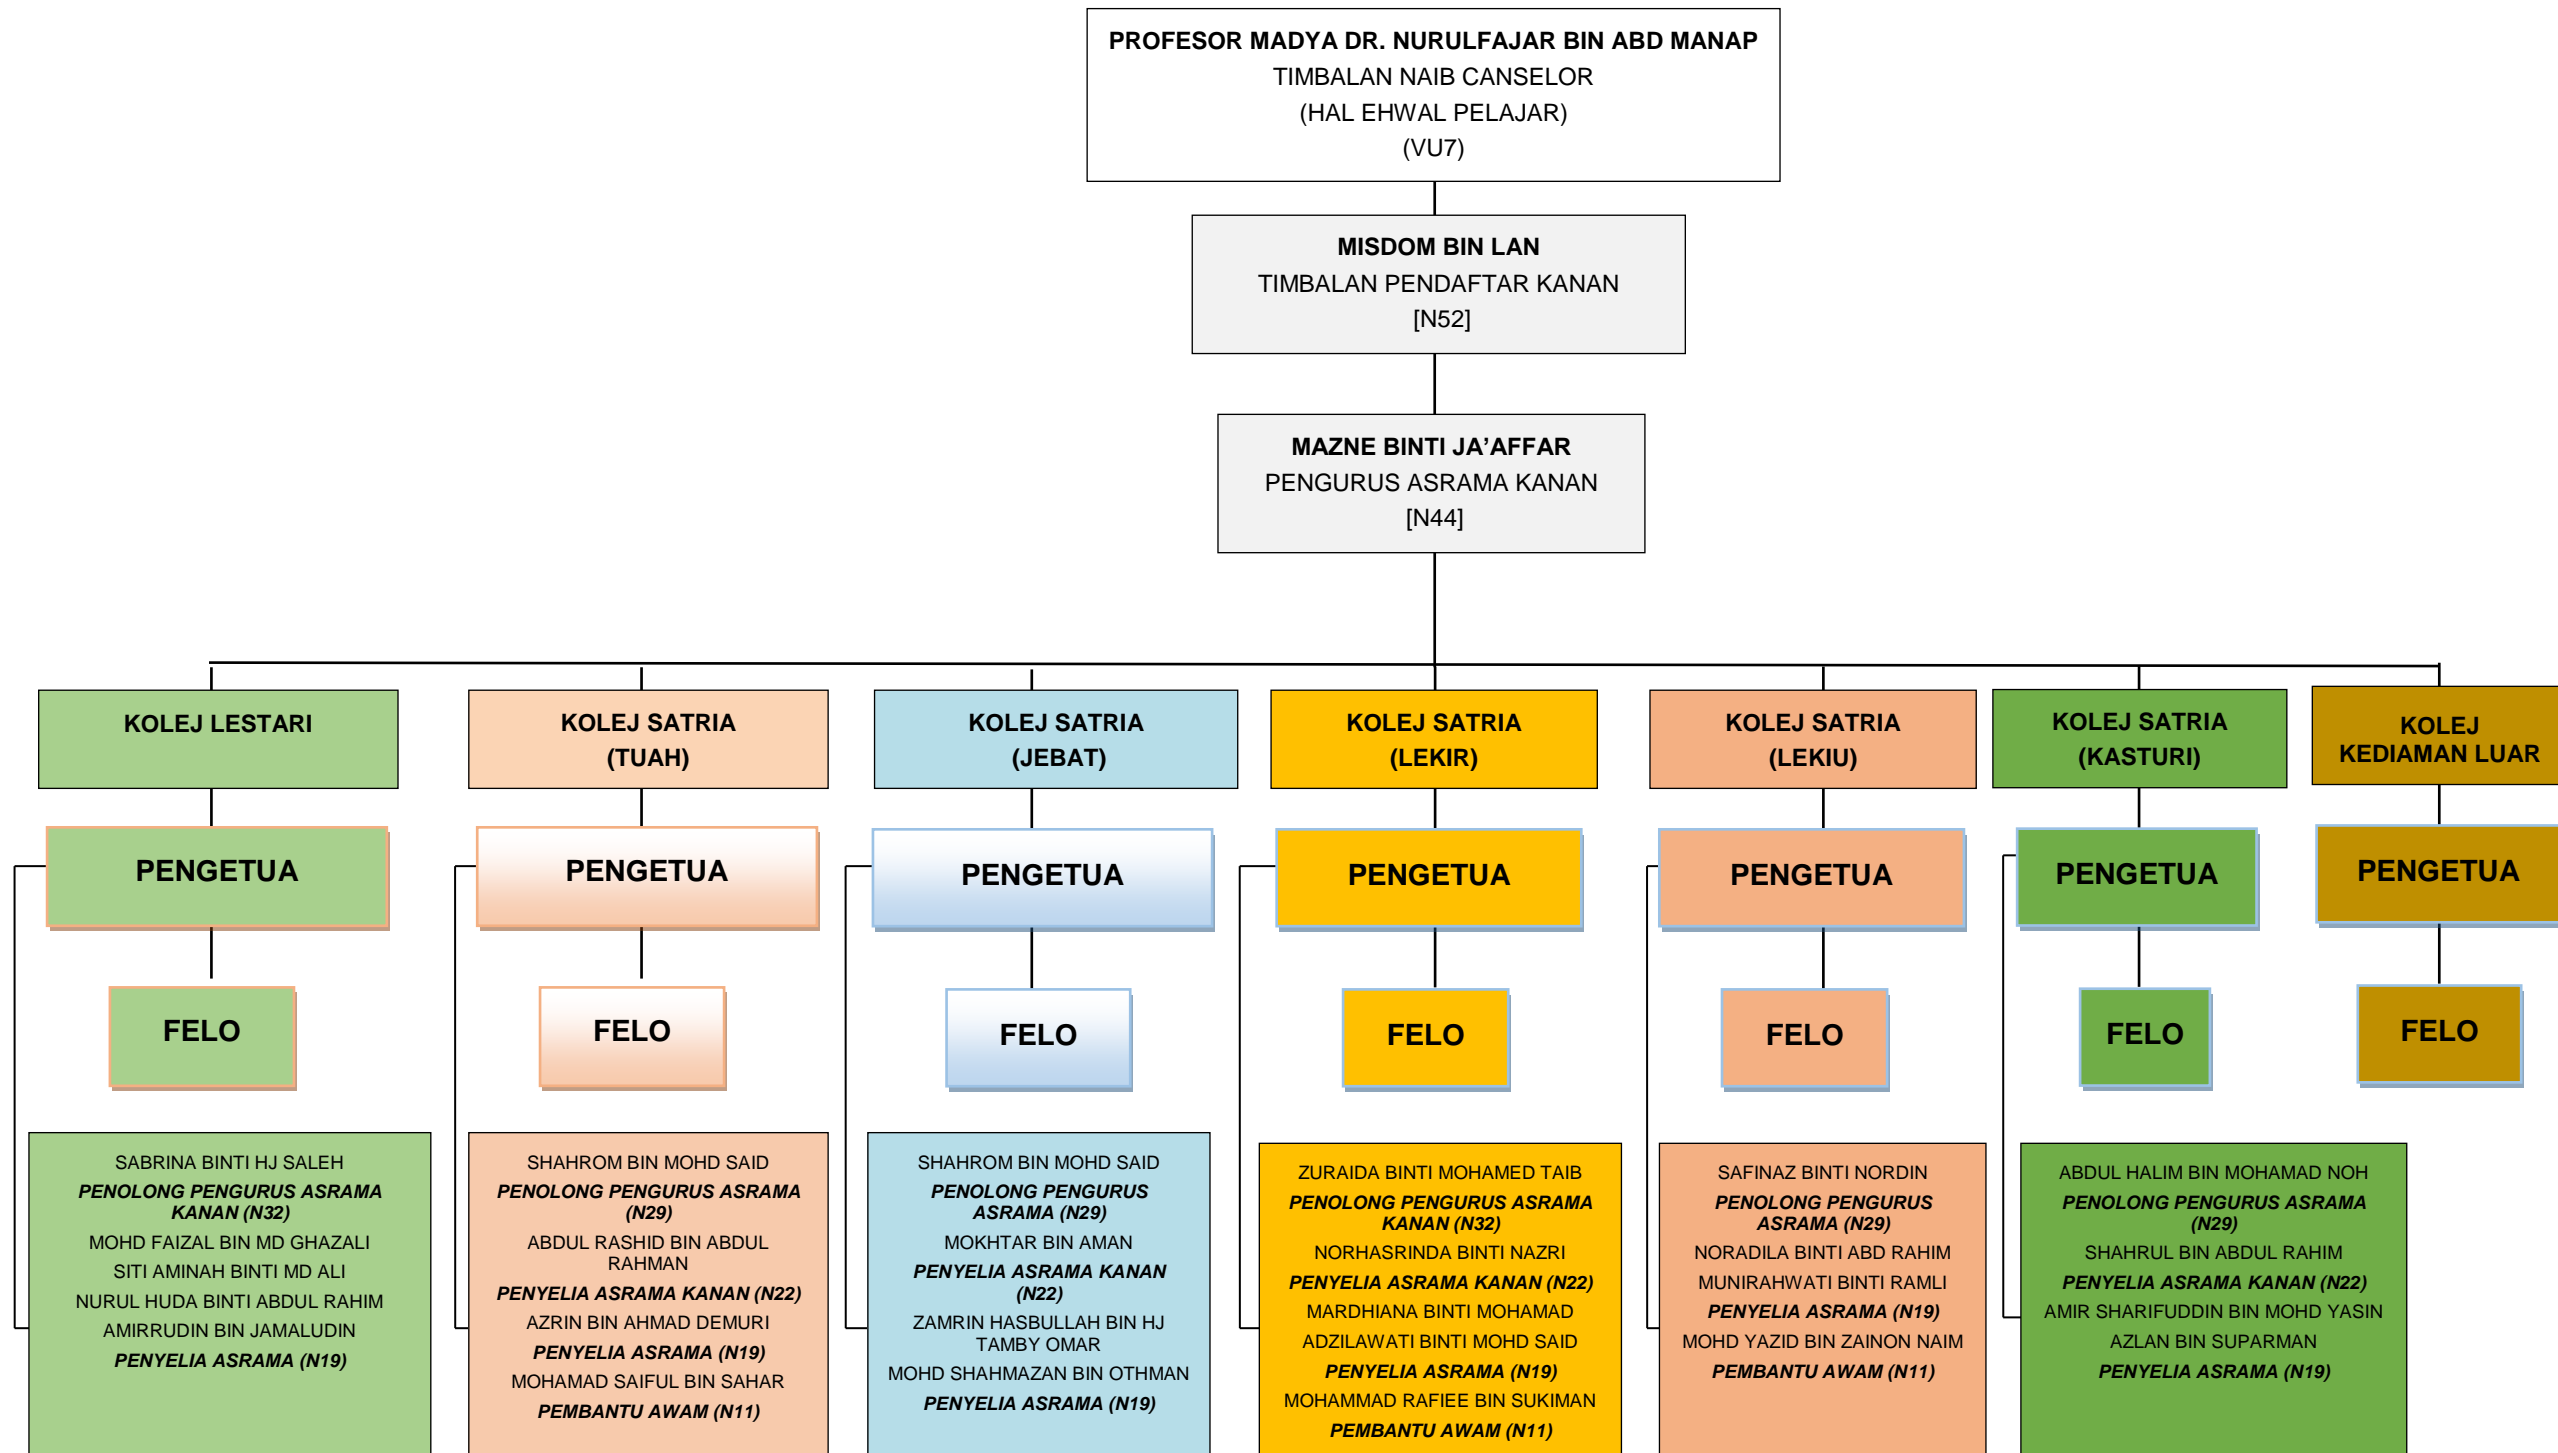 PROFESOR MADYA DR. NURULFAJAR BIN ABD MANAP
TIMBALAN NAIB CANSELOR
(HAL EHWAL PELAJAR)
(VU7)
MISDOM BIN LAN
TIMBALAN PENDAFTAR KANAN
[N52]
MAZNE BINTI JA’AFFAR
PENGURUS ASRAMA KANAN
[N44]
KOLEJ LESTARI
PENGETUA
FELO
SABRINA BINTI HJ SALEH
PENOLONG PENGURUS ASRAMA
KANAN (N32)
MOHD FAIZAL BIN MD GHAZALI
SITI AMINAH BINTI MD ALI
NURUL HUDA BINTI ABDUL RAHIM
AMIRRUDIN BIN JAMALUDIN
PENYELIA ASRAMA (N19)
KOLEJ SATRIA
(TUAH)
PENGETUA
FELO
SHAHROM BIN MOHD SAID
PENOLONG PENGURUS ASRAMA
(N29)
ABDUL RASHID BIN ABDUL
RAHMAN
PENYELIA ASRAMA KANAN (N22)
AZRIN BIN AHMAD DEMURI
PENYELIA ASRAMA (N19)
MOHAMAD SAIFUL BIN SAHAR
PEMBANTU AWAM (N11)
KOLEJ SATRIA
(JEBAT)
PENGETUA
FELO
SHAHROM BIN MOHD SAID
PENOLONG PENGURUS
ASRAMA (N29)
MOKHTAR BIN AMAN
PENYELIA ASRAMA KANAN
(N22)
ZAMRIN HASBULLAH BIN HJ
TAMBY OMAR
MOHD SHAHMAZAN BIN OTHMAN
PENYELIA ASRAMA (N19)
KOLEJ SATRIA
(LEKIR)
PENGETUA
FELO
ZURAIDA BINTI MOHAMED TAIB
PENOLONG PENGURUS ASRAMA
KANAN (N32)
NORHASRINDA BINTI NAZRI
PENYELIA ASRAMA KANAN (N22)
MARDHIANA BINTI MOHAMAD
ADZILAWATI BINTI MOHD SAID
PENYELIA ASRAMA (N19)
MOHAMMAD RAFIEE BIN SUKIMAN
PEMBANTU AWAM (N11)
KOLEJ SATRIA
(LEKIU)
PENGETUA
FELO
SAFINAZ BINTI NORDIN
PENOLONG PENGURUS
ASRAMA (N29)
NORADILA BINTI ABD RAHIM
MUNIRAHWATI BINTI RAMLI
PENYELIA ASRAMA (N19)
MOHD YAZID BIN ZAINON NAIM
PEMBANTU AWAM (N11)
KOLEJ SATRIA
(KASTURI)
PENGETUA
FELO
ABDUL HALIM BIN MOHAMAD NOH
PENOLONG PENGURUS ASRAMA
(N29)
SHAHRUL BIN ABDUL RAHIM
PENYELIA ASRAMA KANAN (N22)
AMIR SHARIFUDDIN BIN MOHD YASIN
AZLAN BIN SUPARMAN
PENYELIA ASRAMA (N19)
KOLEJ
KEDIAMAN LUAR
PENGETUA
FELO